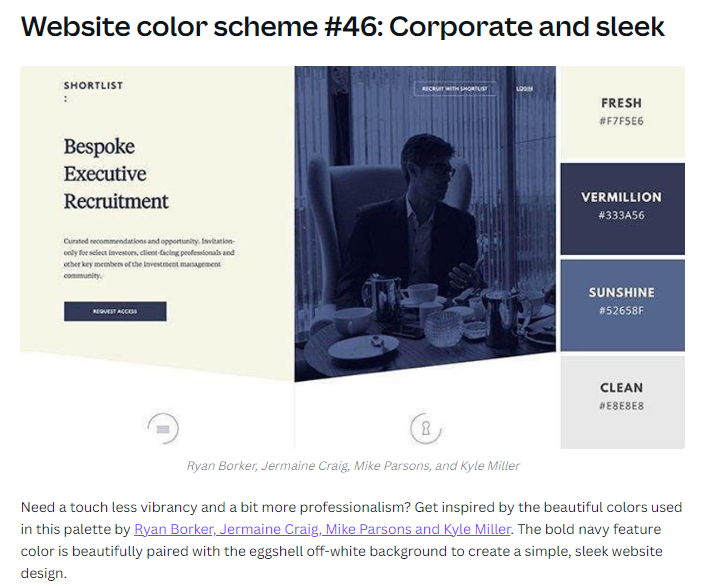 Website color scheme #46: Corporate and sleek
SHORTLIST
:
Bespoke
Executive
Recruitment
Curated recommendations and opportunity. Invitation-
only for select investors, client-facing professionals and
other key members of the investment management
community.
REQUEST ACCESS
RECRUIT WITH SHORTLIST
LOGIN
FRESH
#F7F5E6
VERMILLION
#333A56
SUNSHINE
#52658F
CLEAN
#E8E8E8
Ryan Borker, Jermaine Craig, Mike Parsons, and Kyle Miller
Need a touch less vibrancy and a bit more professionalism? Get inspired by the beautiful colors used
in this palette by Ryan Borker, Jermaine Craig, Mike Parsons and Kyle Miller. The bold navy feature
color is beautifully paired with the eggshell off-white background to create a simple, sleek website
design.